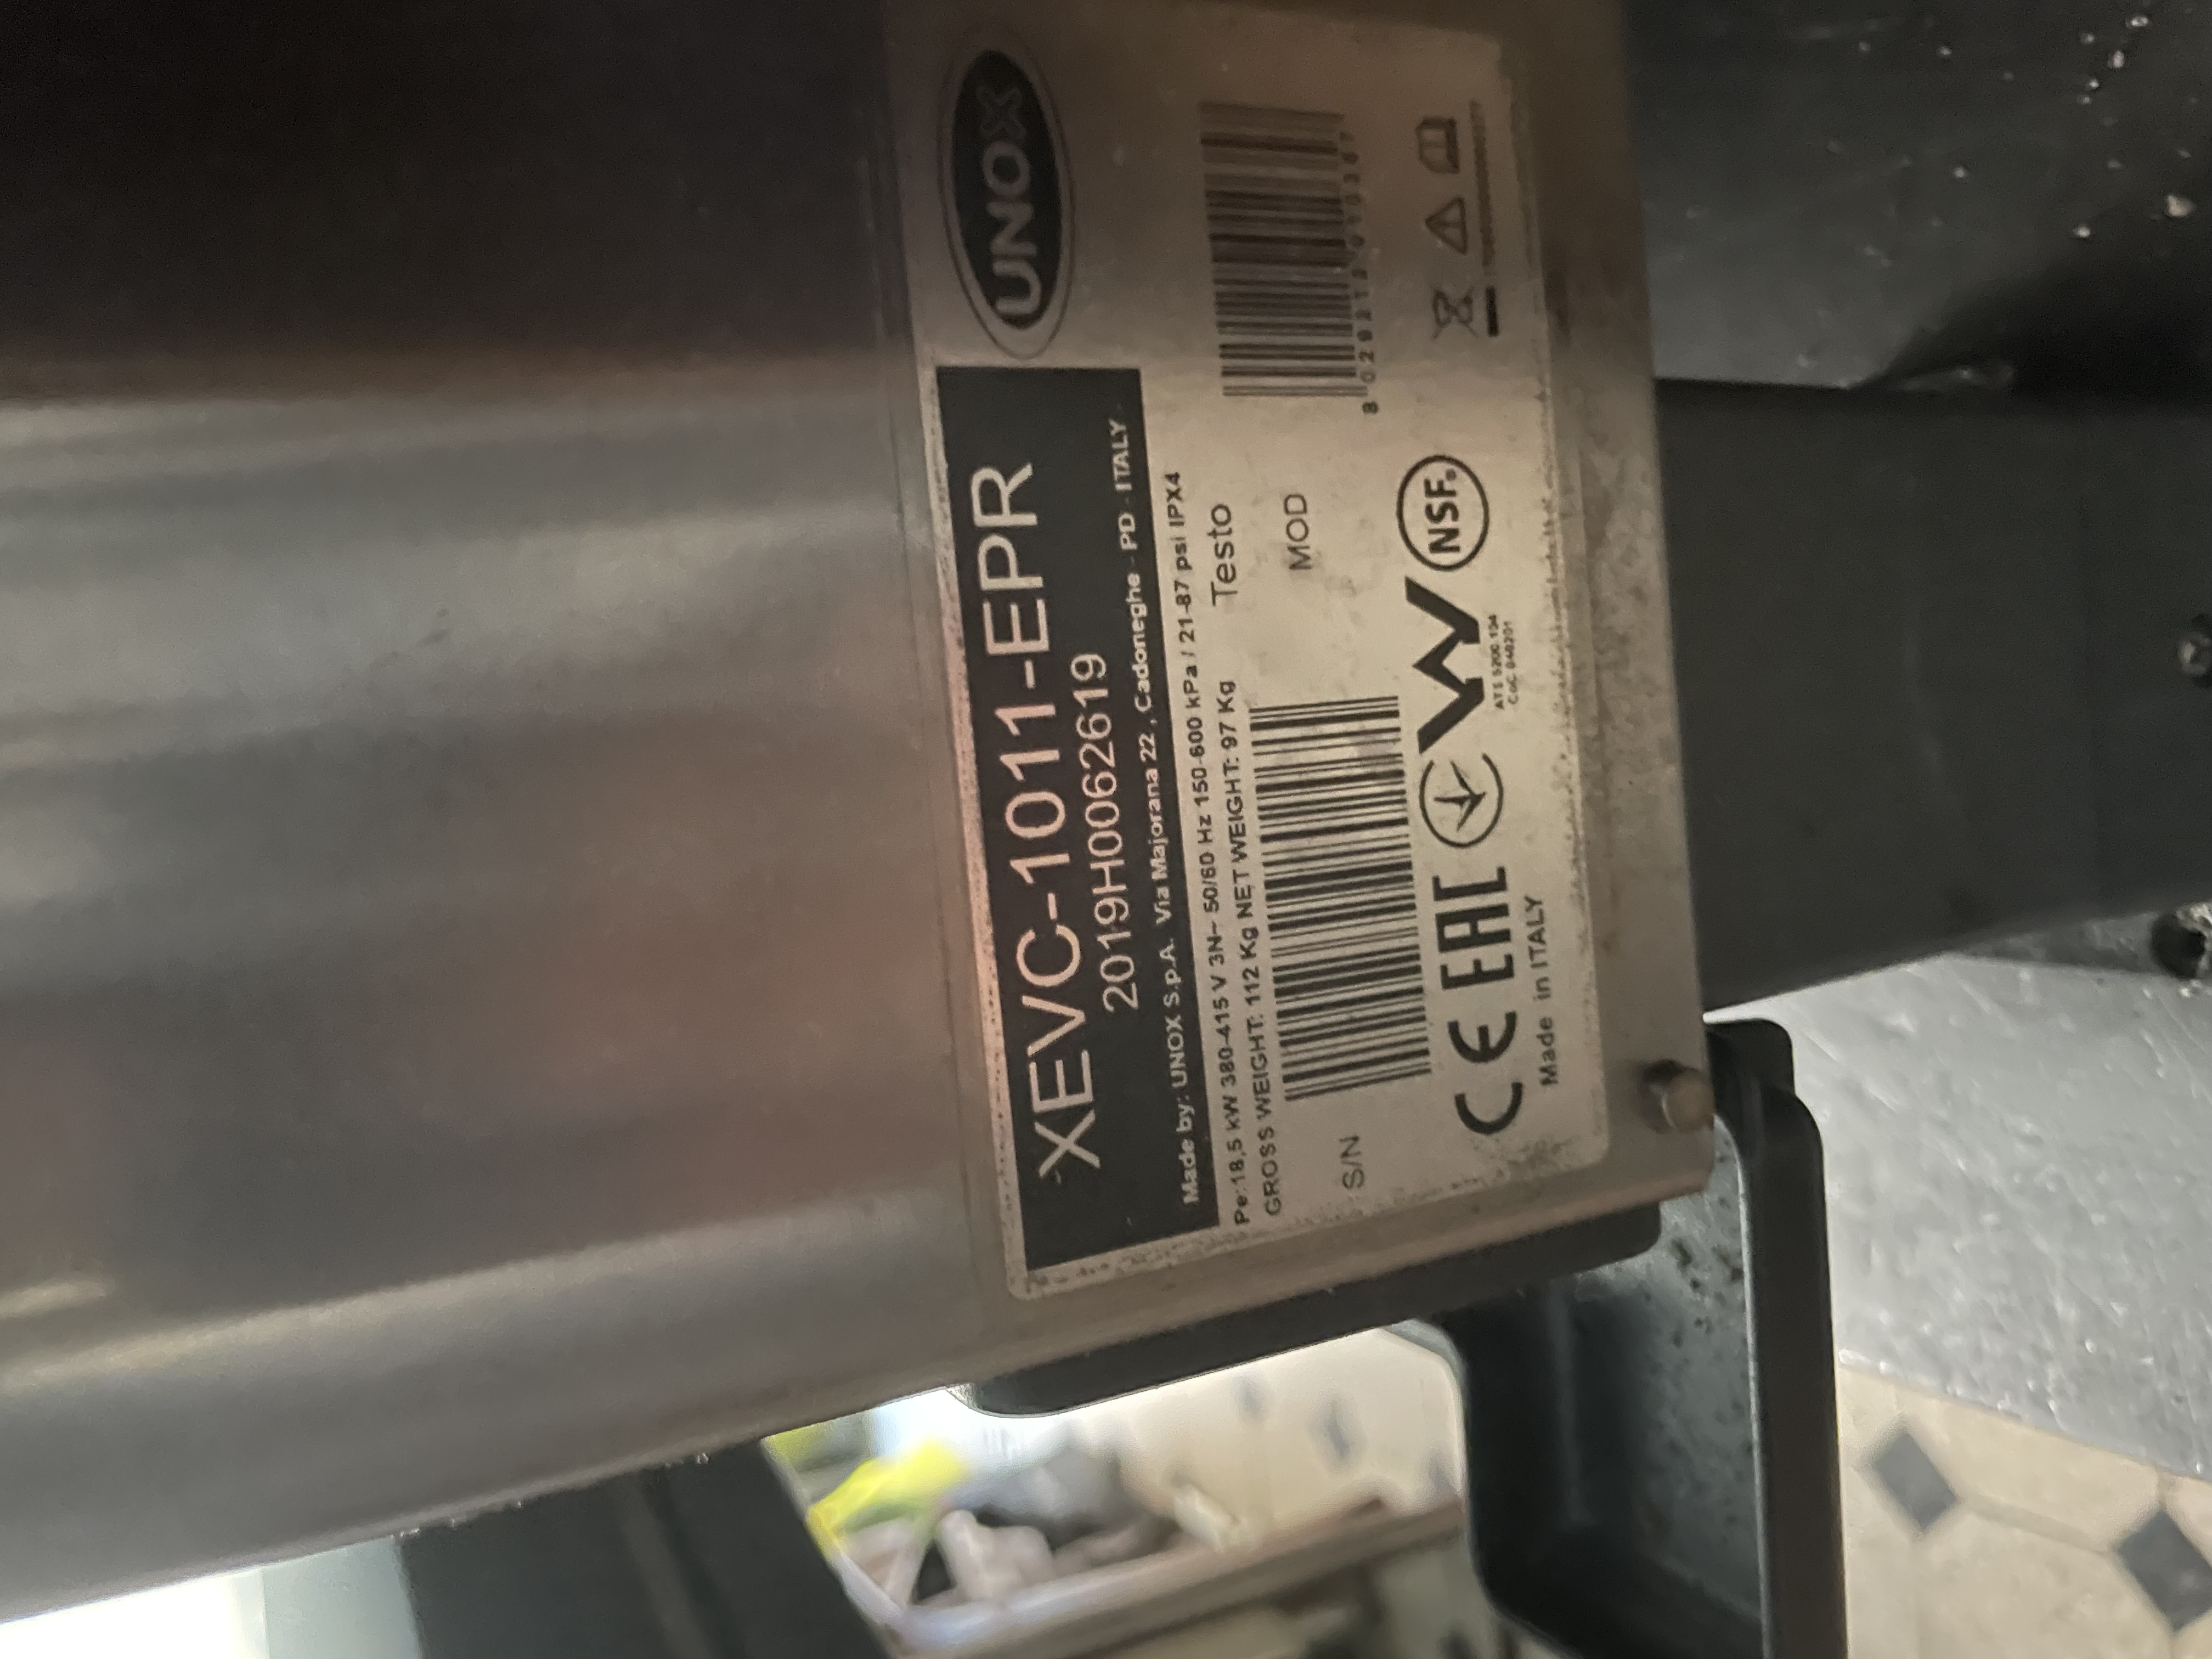 UNOX
XEVC-1011-EPR
2019H0062619
Made by: UNOX S.p.A. Via Majorana 22 , Cadoneghe - PD - ITALY
Pe:18,5 kW 380-415 V 3N~ 50/60 Hz 150-600 kPa / 21-87 psi IPX4
GROSS WEIGHT: 112 Kg NET WEIGHT: 97 Kg
Testo
S/N
MOD
CE EAC
NSF.
Made in ITALY